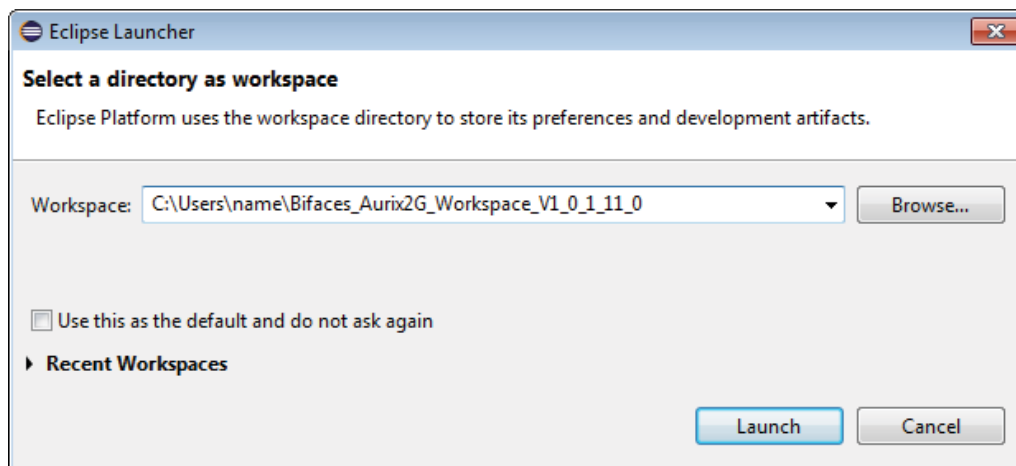 Eclipse Launcher
Select a directory as workspace
Eclipse Platform uses the workspace directory to store its preferences and development artifacts.
Workspace: C:\Users\name\Bifaces_Aurix2G_Workspace_V1_0_1_11_0 Browse...
Use this as the default and do not ask again
Recent Workspaces
Launch Cancel